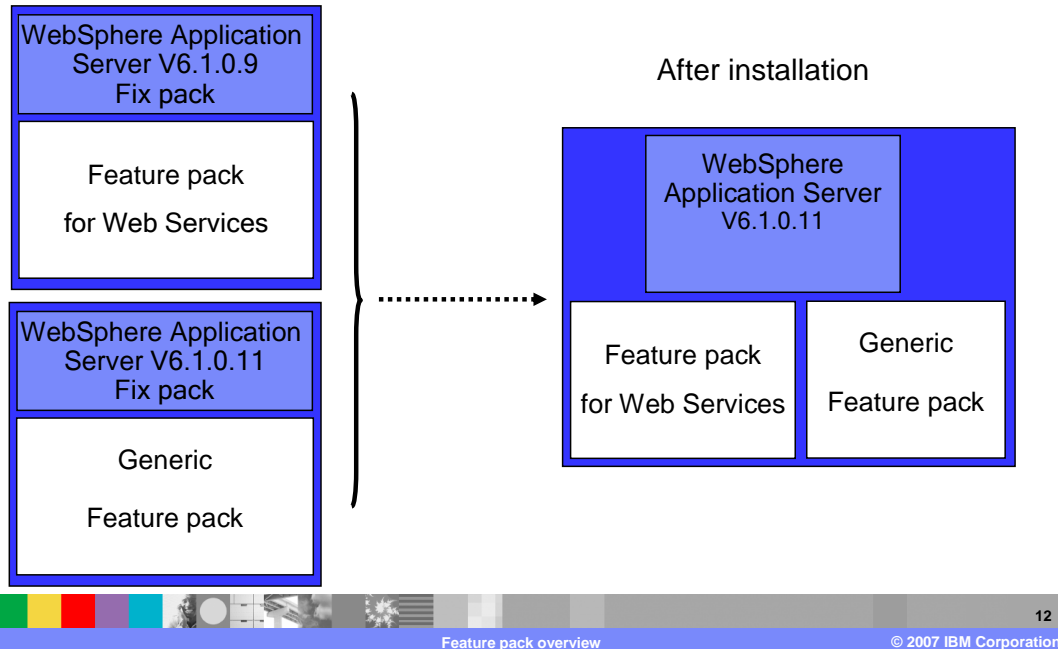 WebSphere Application
Server V6.1.0.9
Fix pack
Feature pack
for Web Services
WebSphere Application
Server V6.1.0.11
Fix pack
Generic
Feature pack
After installation
WebSphere
Application Server
V6.1.0.11
Feature pack
for Web Services
Generic
Feature pack
12
Feature pack overview
© 2007 IBM Corporation